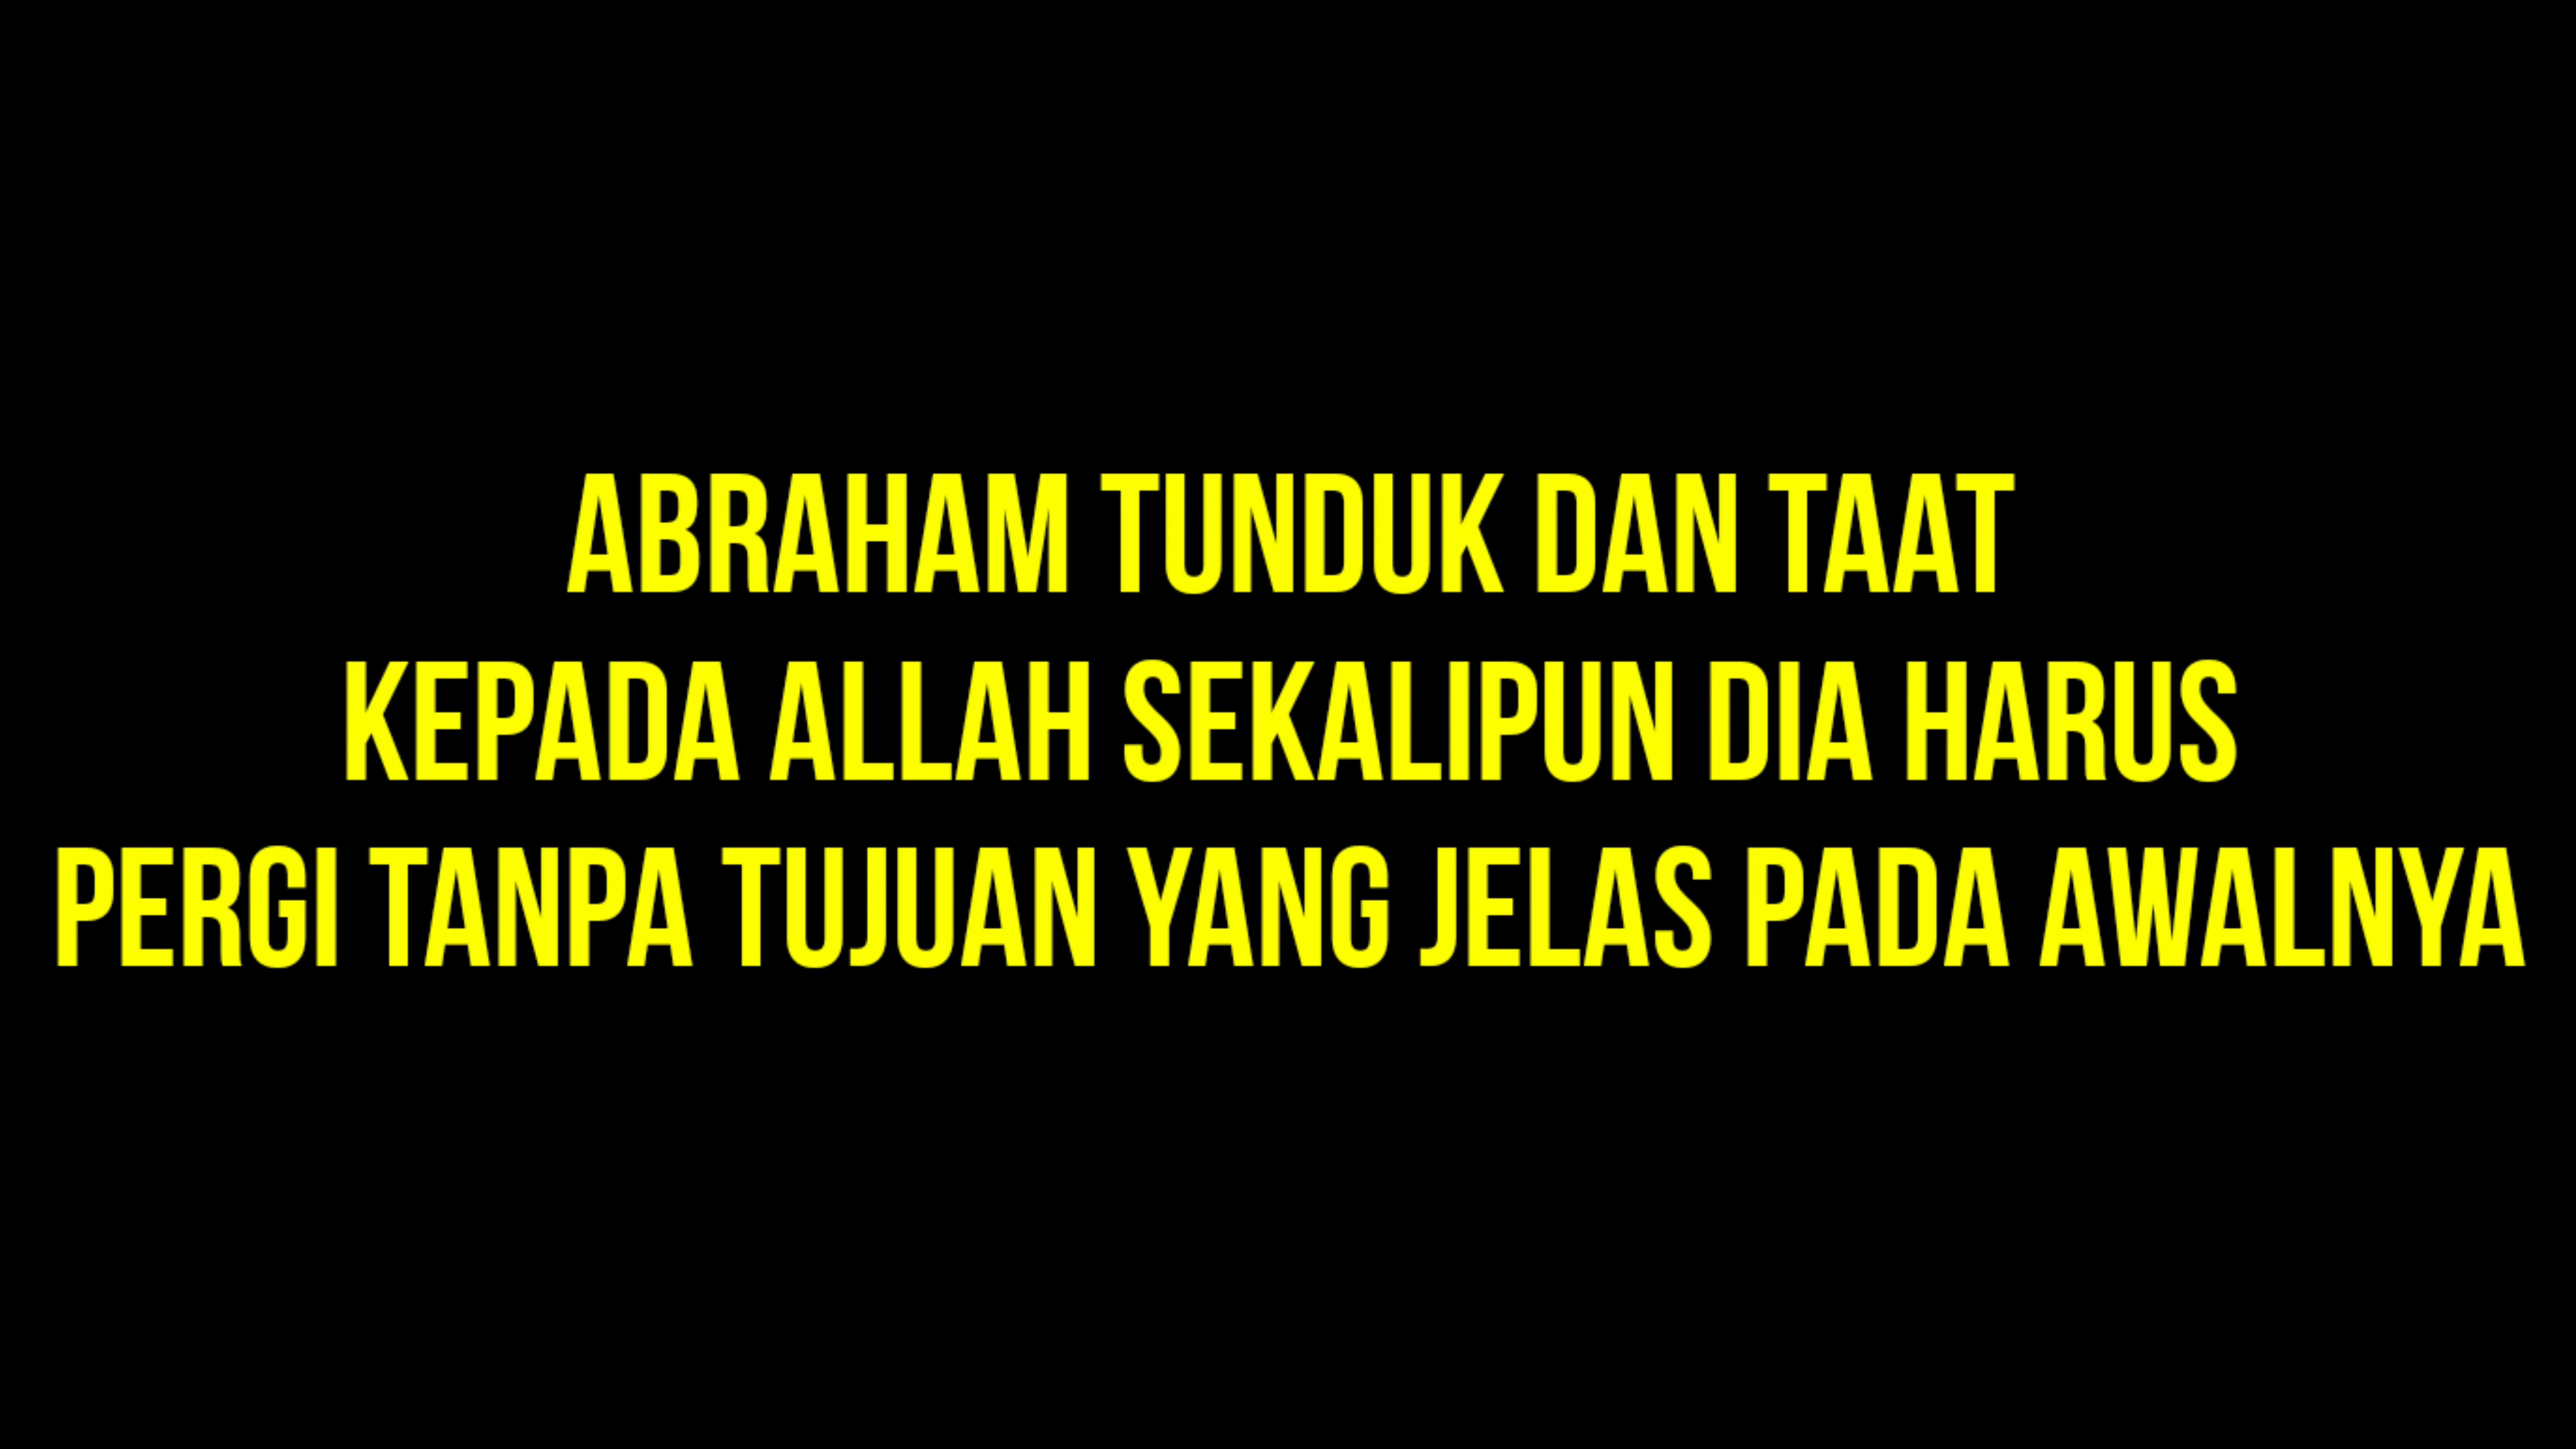 ABRAHAM TUNDUK DAN TAAT
KEPADA ALLAH SEKALIPUN DIA HARUS
PERGI TANPA TUJUAN YANG JELAS PADA AWALNYA